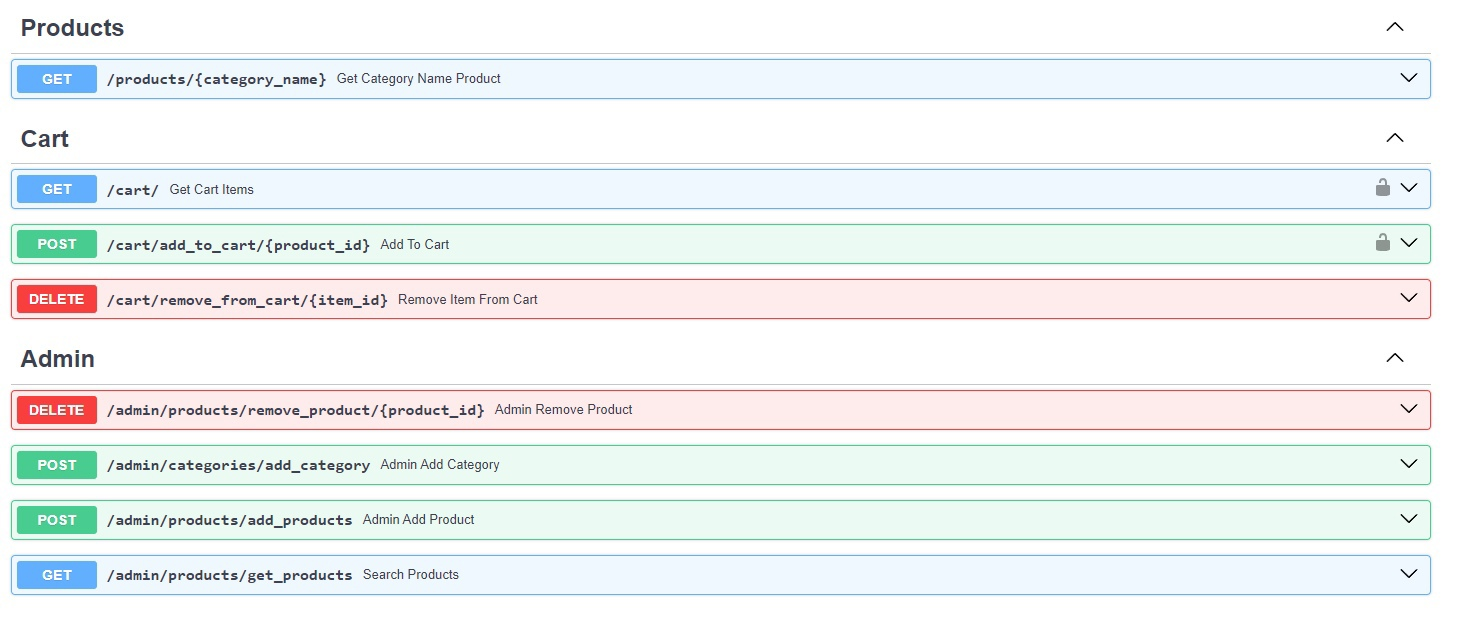 Products
GET /products/{category_name} Get Category Name Product
Cart
GET /cart/ Get Cart Items
POST /cart/add_to_cart/{product_id} Add To Cart
DELETE /cart/remove_from_cart/{item_id} Remove Item From Cart
Admin
DELETE /admin/products/remove_product/{product_id} Admin Remove Product
POST /admin/categories/add_category Admin Add Category
POST /admin/products/add_products Admin Add Product
GET /admin/products/get_products Search Products